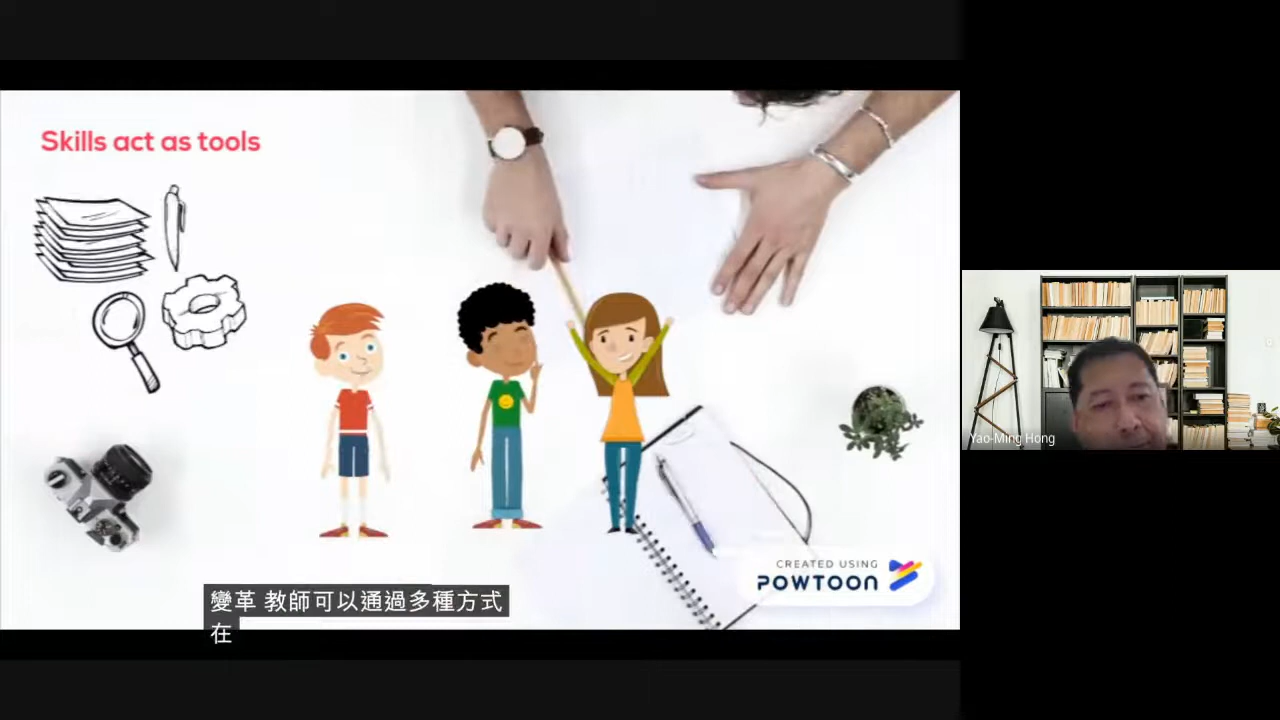 Skills act as tools
CREATED USING
POWTOON
變革 教師可以通過多種方式
在
Yao-Ming Hong